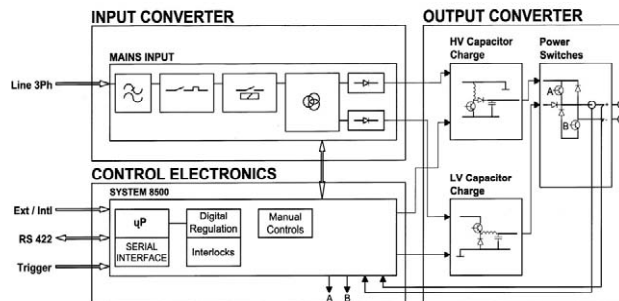 INPUT CONVERTER
OUTPUT CONVERTER
MAINS INPUT
HV Capacitor
Charge
Power
Switches
Line 3Ph
A
B
CONTROL ELECTRONICS
SYSTEM 8500
LV Capacitor
Charge
Ext / Intl
RS 422
Trigger
ųP
SERIAL
INTERFACE
Digital
Regulation
Interlocks
Manual
Controls
A
B